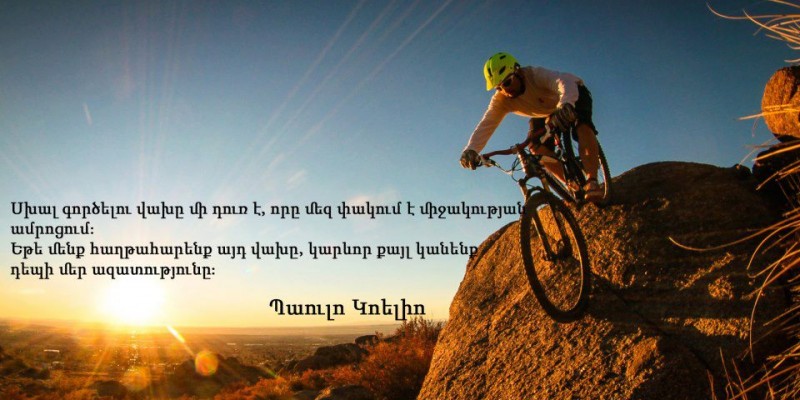 Սխալ գործելու վախը մի դուռ է, որը մեզ փակում է միջակության
ամրոցում:
Եթե մենք հաղթահարենք այդ վախը, կարևոր քայլ կանենք
դեպի մեր ազատությունը:
Պաուլո Կոելիո